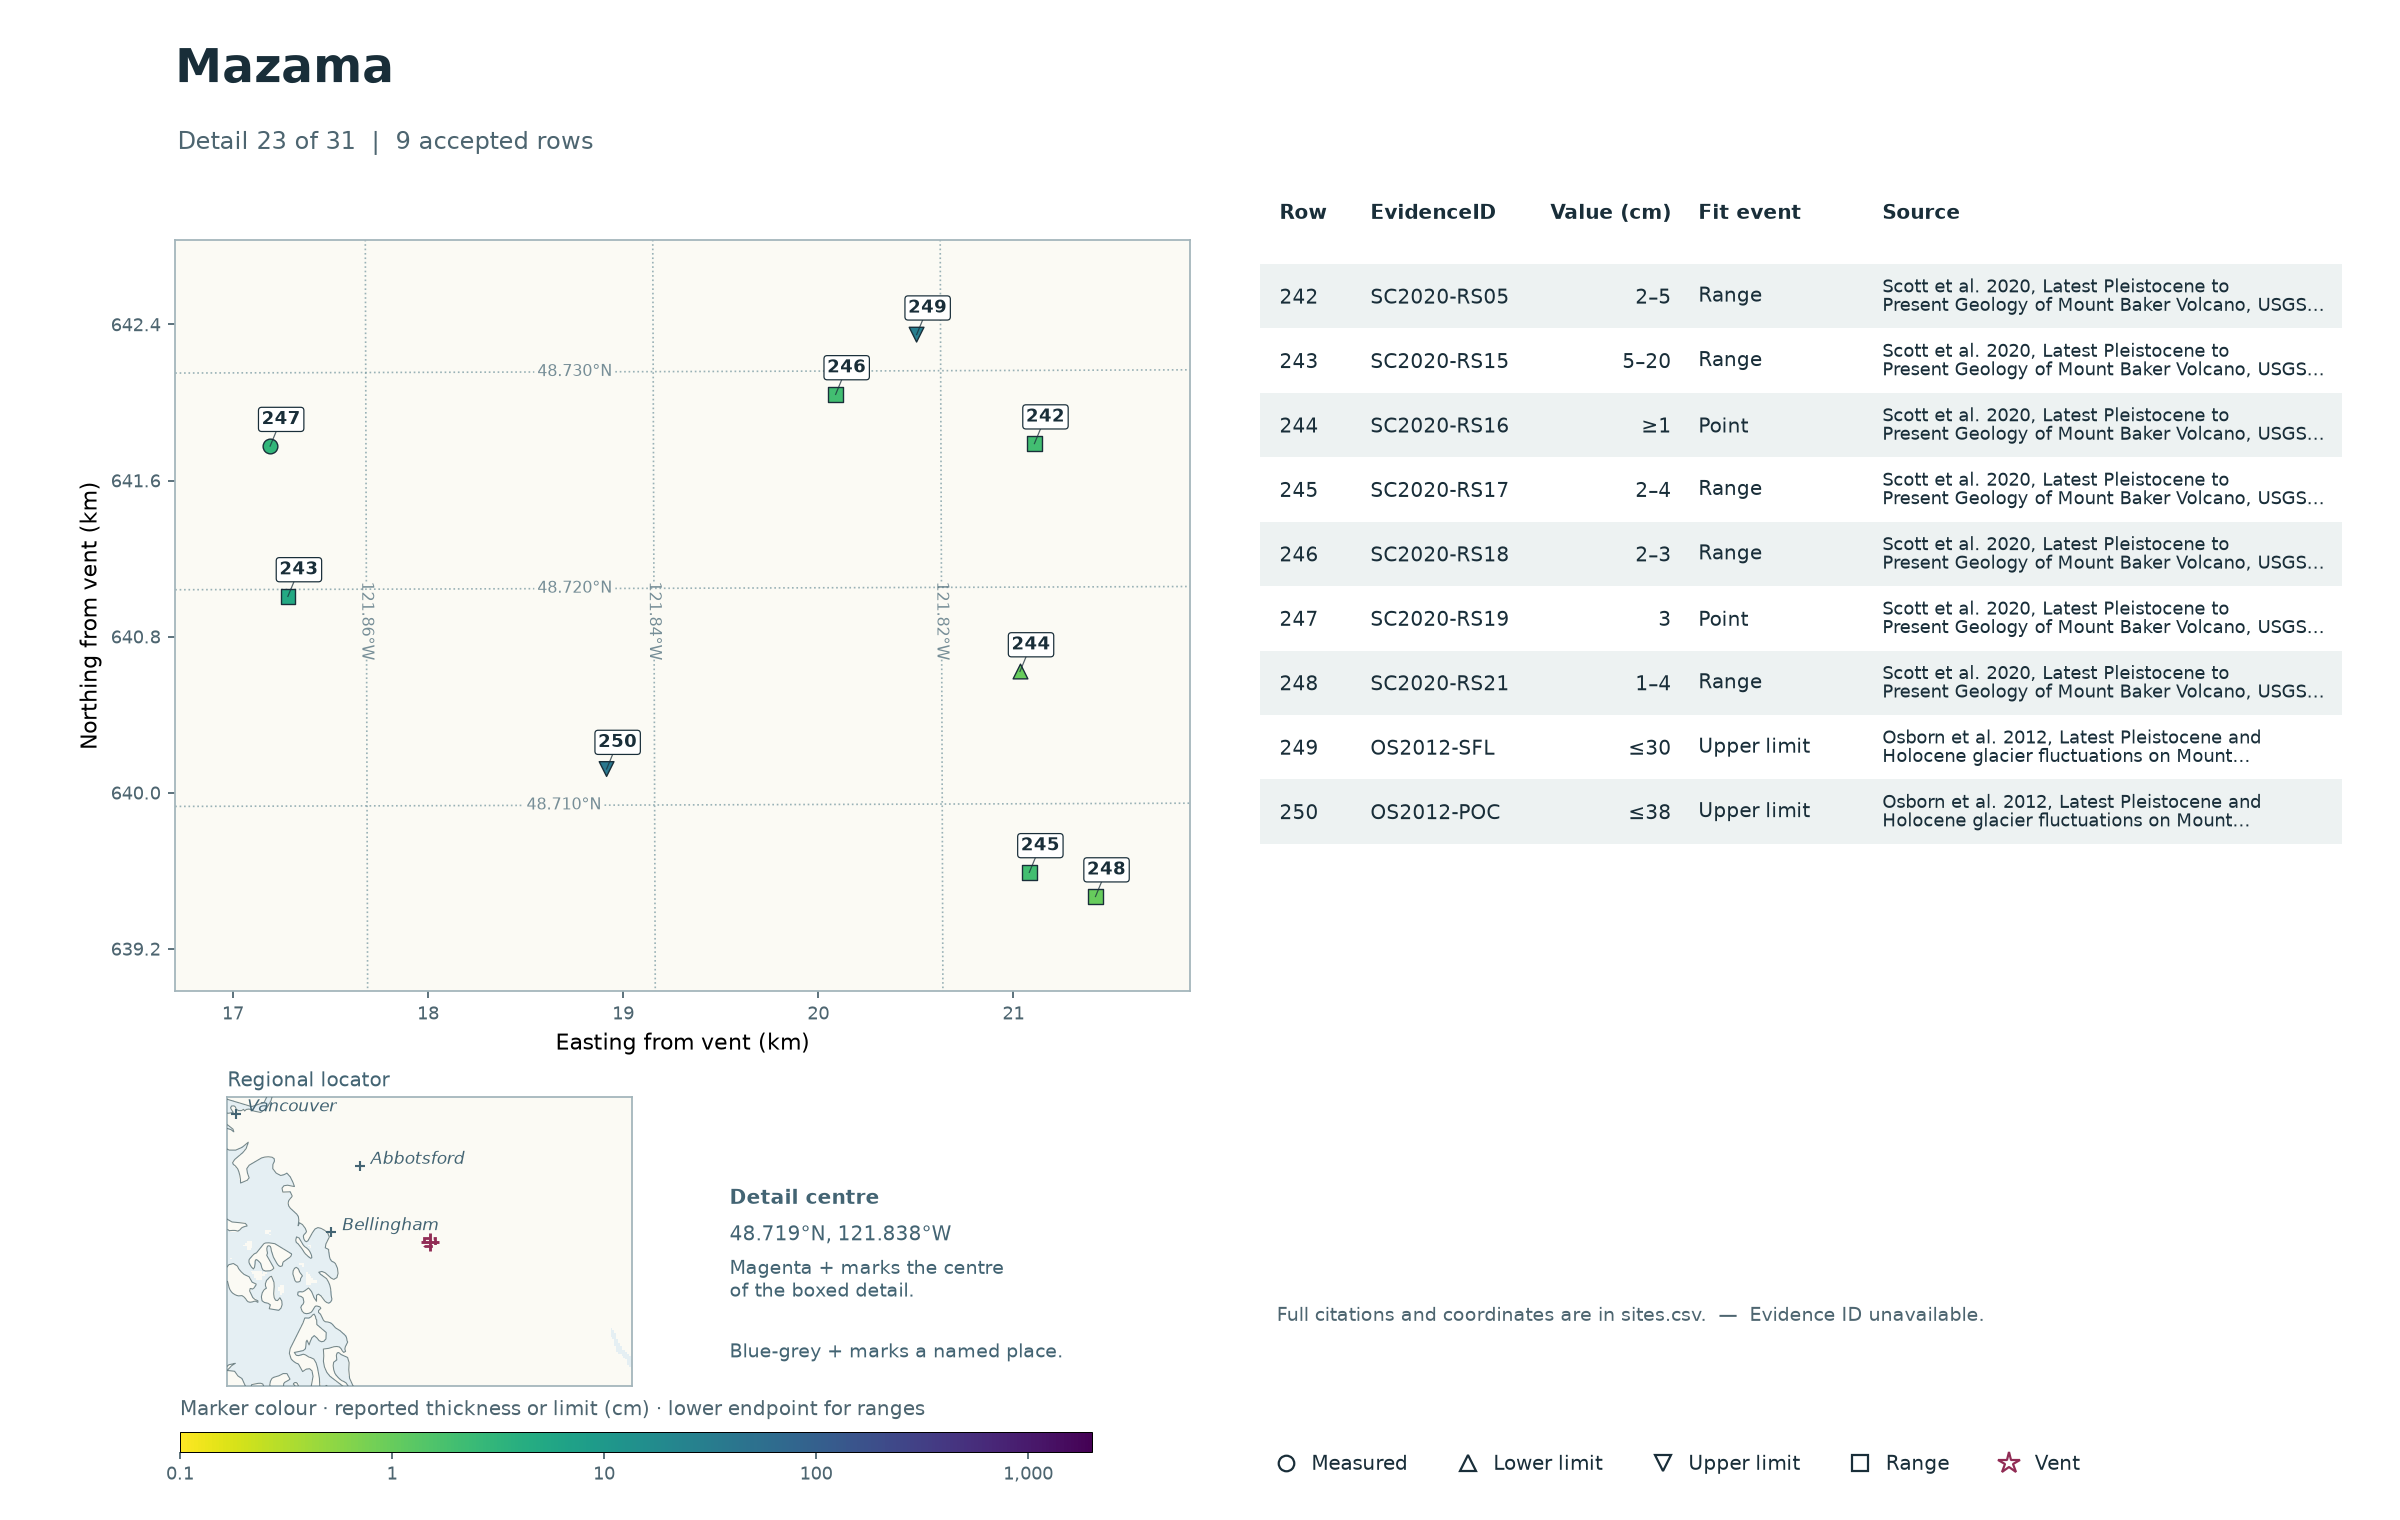 Mazama
Detail 23 of 31 | 9 accepted rows
Row EvidenceID Value (cm) Fit event Source
242 SC2020-RS05 2–5 Range Scott et al. 2020, Latest Pleistocene to
Present Geology of Mount Baker Volcano, USGS…
243 SC2020-RS15 5–20 Range Scott et al. 2020, Latest Pleistocene to
Present Geology of Mount Baker Volcano, USGS…
244 SC2020-RS16 ≥1 Point Scott et al. 2020, Latest Pleistocene to
Present Geology of Mount Baker Volcano, USGS…
245 SC2020-RS17 2–4 Range Scott et al. 2020, Latest Pleistocene to
Present Geology of Mount Baker Volcano, USGS…
246 SC2020-RS18 2–3 Range Scott et al. 2020, Latest Pleistocene to
Present Geology of Mount Baker Volcano, USGS…
247 SC2020-RS19 3 Point Scott et al. 2020, Latest Pleistocene to
Present Geology of Mount Baker Volcano, USGS…
248 SC2020-RS21 1–4 Range Scott et al. 2020, Latest Pleistocene to
Present Geology of Mount Baker Volcano, USGS…
249 OS2012-SFL ≤30 Upper limit Osborn et al. 2012, Latest Pleistocene and
Holocene glacier fluctuations on Mount…
250 OS2012-POC ≤38 Upper limit Osborn et al. 2012, Latest Pleistocene and
Holocene glacier fluctuations on Mount…
Northing from vent (km)
642.4
641.6
640.8
640.0
639.2
249
246
48.730°N
247
242
243
48.720°N
121.86°W
121.84°W
121.82°W
244
250
48.710°N
245
248
17 18 19 20 21
Easting from vent (km)
Regional locator
Vancouver
Abbotsford
Bellingham
Detail centre
48.719°N, 121.838°W
Magenta + marks the centre
of the boxed detail.
Blue-grey + marks a named place.
Full citations and coordinates are in sites.csv. — Evidence ID unavailable.
Marker colour · reported thickness or limit (cm) · lower endpoint for ranges
0.1 1 10 100 1,000
Measured Lower limit Upper limit Range Vent